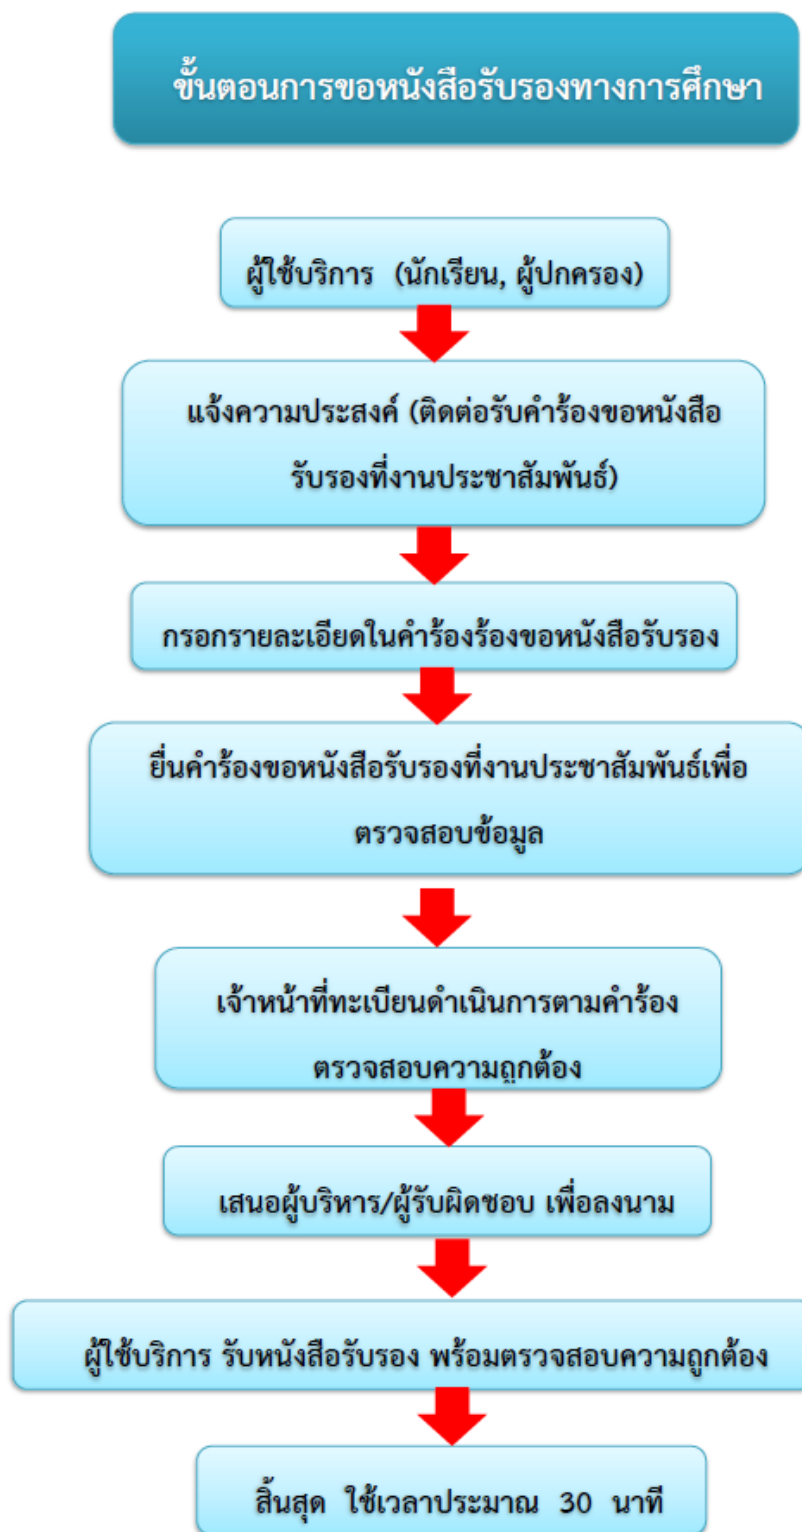 ขั้นตอนการขอหนังสือรับรองทางการศึกษา
ผู้ใช้บริการ (นักเรียน, ผู้ปกครอง)
แจ้งความประสงค์ (ติดต่อรับคำร้องขอหนังสือ
รับรองที่งานประชาสัมพันธ์)
กรอกรายละเอียดในคำร้องร้องขอหนังสือรับรอง
ยื่นคำร้องขอหนังสือรับรองที่งานประชาสัมพันธ์เพื่อ
ตรวจสอบข้อมูล
เจ้าหน้าที่ทะเบียนดำเนินการตามคำร้อง
ตรวจสอบความถูกต้อง
เสนอผู้บริหาร/ผู้รับผิดชอบ เพื่อลงนาม
ผู้ใช้บริการ รับหนังสือรับรอง พร้อมตรวจสอบความถูกต้อง
สิ้นสุด ใช้เวลาประมาณ 30 นาที